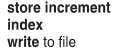 store increment
index
write to file